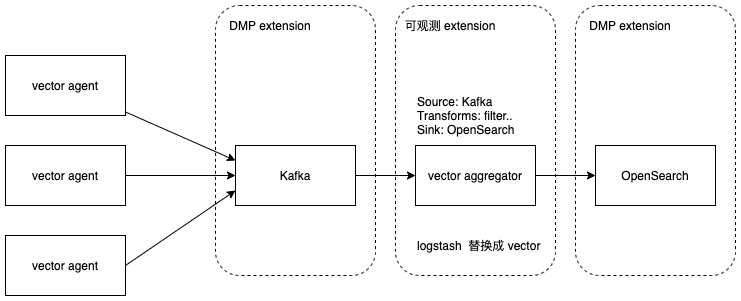 DMP extension
可观测 extension
DMP extension
vector agent
Source: Kafka
Transforms: filter..
Sink: OpenSearch
vector agent
Kafka
vector aggregator
OpenSearch
logstash 替换成 vector
vector agent